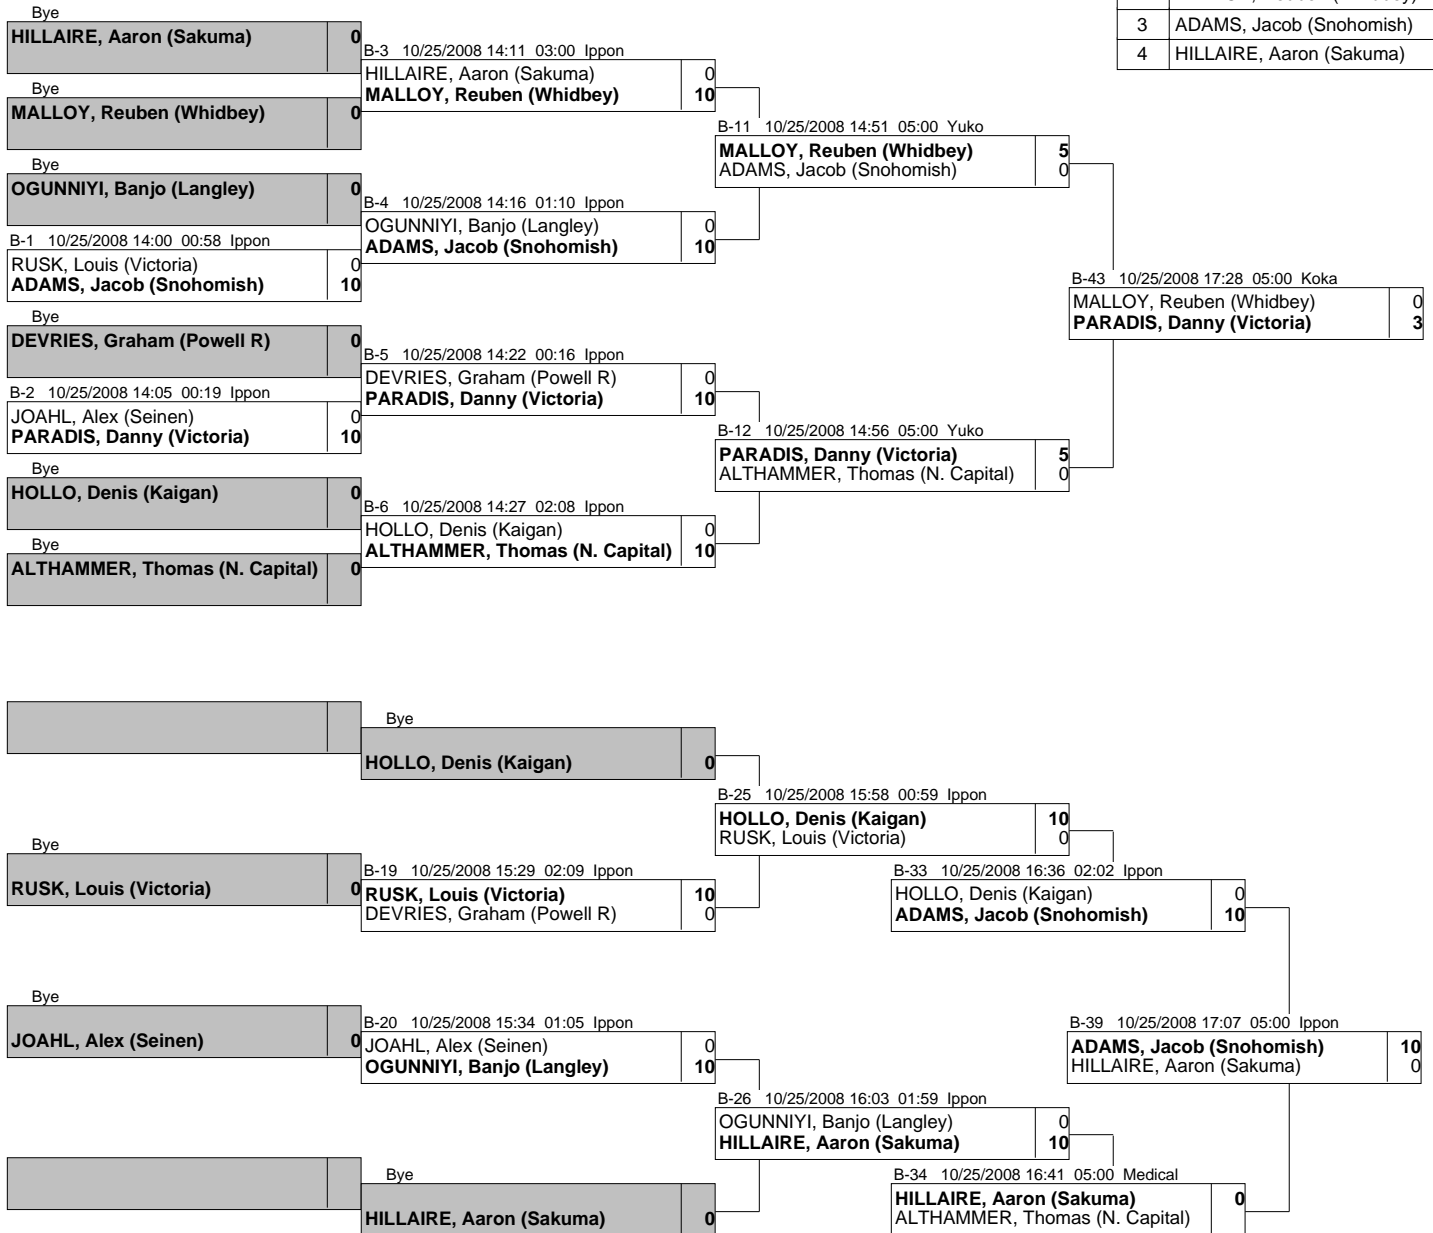 Bye
HILLAIRE, Aaron (Sakuma) 0
3 ADAMS, Jacob (Snohomish)
4 HILLAIRE, Aaron (Sakuma)
B-3 10/25/2008 14:11 03:00 Ippon
HILLAIRE, Aaron (Sakuma) 0
MALLOY, Reuben (Whidbey) 10
Bye
MALLOY, Reuben (Whidbey) 0
B-11 10/25/2008 14:51 05:00 Yuko
MALLOY, Reuben (Whidbey) 5
ADAMS, Jacob (Snohomish) 0
Bye
OGUNNIYI, Banjo (Langley) 0
B-4 10/25/2008 14:16 01:10 Ippon
OGUNNIYI, Banjo (Langley) 0
ADAMS, Jacob (Snohomish) 10
B-1 10/25/2008 14:00 00:58 Ippon
RUSK, Louis (Victoria) 0
ADAMS, Jacob (Snohomish) 10
B-43 10/25/2008 17:28 05:00 Koka
MALLOY, Reuben (Whidbey) 0
PARADIS, Danny (Victoria) 3
Bye
DEVRIES, Graham (Powell R) 0
B-5 10/25/2008 14:22 00:16 Ippon
DEVRIES, Graham (Powell R) 0
PARADIS, Danny (Victoria) 10
B-2 10/25/2008 14:05 00:19 Ippon
JOAHL, Alex (Seinen) 0
PARADIS, Danny (Victoria) 10
B-12 10/25/2008 14:56 05:00 Yuko
PARADIS, Danny (Victoria) 5
ALTHAMMER, Thomas (N. Capital) 0
Bye
HOLLO, Denis (Kaigan) 0
B-6 10/25/2008 14:27 02:08 Ippon
HOLLO, Denis (Kaigan) 0
ALTHAMMER, Thomas (N. Capital) 10
Bye
ALTHAMMER, Thomas (N. Capital) 0
Bye
HOLLO, Denis (Kaigan) 0
B-25 10/25/2008 15:58 00:59 Ippon
HOLLO, Denis (Kaigan) 10
RUSK, Louis (Victoria) 0
Bye
RUSK, Louis (Victoria) 0
B-19 10/25/2008 15:29 02:09 Ippon
RUSK, Louis (Victoria) 10
DEVRIES, Graham (Powell R) 0
B-33 10/25/2008 16:36 02:02 Ippon
HOLLO, Denis (Kaigan) 0
ADAMS, Jacob (Snohomish) 10
Bye
JOAHL, Alex (Seinen) 0
B-20 10/25/2008 15:34 01:05 Ippon
JOAHL, Alex (Seinen) 0
OGUNNIYI, Banjo (Langley) 10
B-39 10/25/2008 17:07 05:00 Ippon
ADAMS, Jacob (Snohomish) 10
HILLAIRE, Aaron (Sakuma) 0
B-26 10/25/2008 16:03 01:59 Ippon
OGUNNIYI, Banjo (Langley) 0
HILLAIRE, Aaron (Sakuma) 10
Bye
HILLAIRE, Aaron (Sakuma) 0
B-34 10/25/2008 16:41 05:00 Medical
HILLAIRE, Aaron (Sakuma) 0
ALTHAMMER, Thomas (N. Capital)